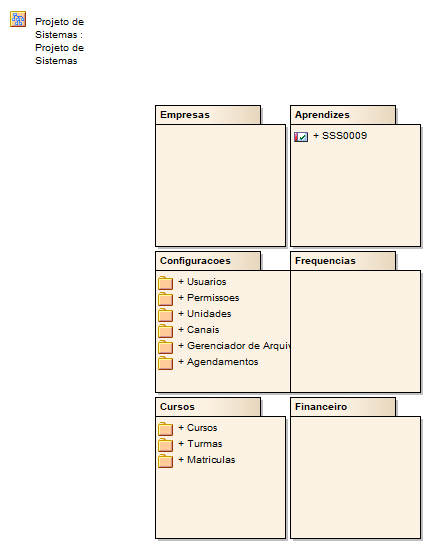 Projeto de
Sistemas :
Projeto de
Sistemas
Empresas
Aprendizes
+ SSS0009
Configuracoes
+ Usuarios
+ Permissoes
+ Unidades
+ Canais
+ Gerenciador de Arquiv
+ Agendamentos
Frequencias
Cursos
+ Cursos
+ Turmas
+ Matriculas
Financeiro